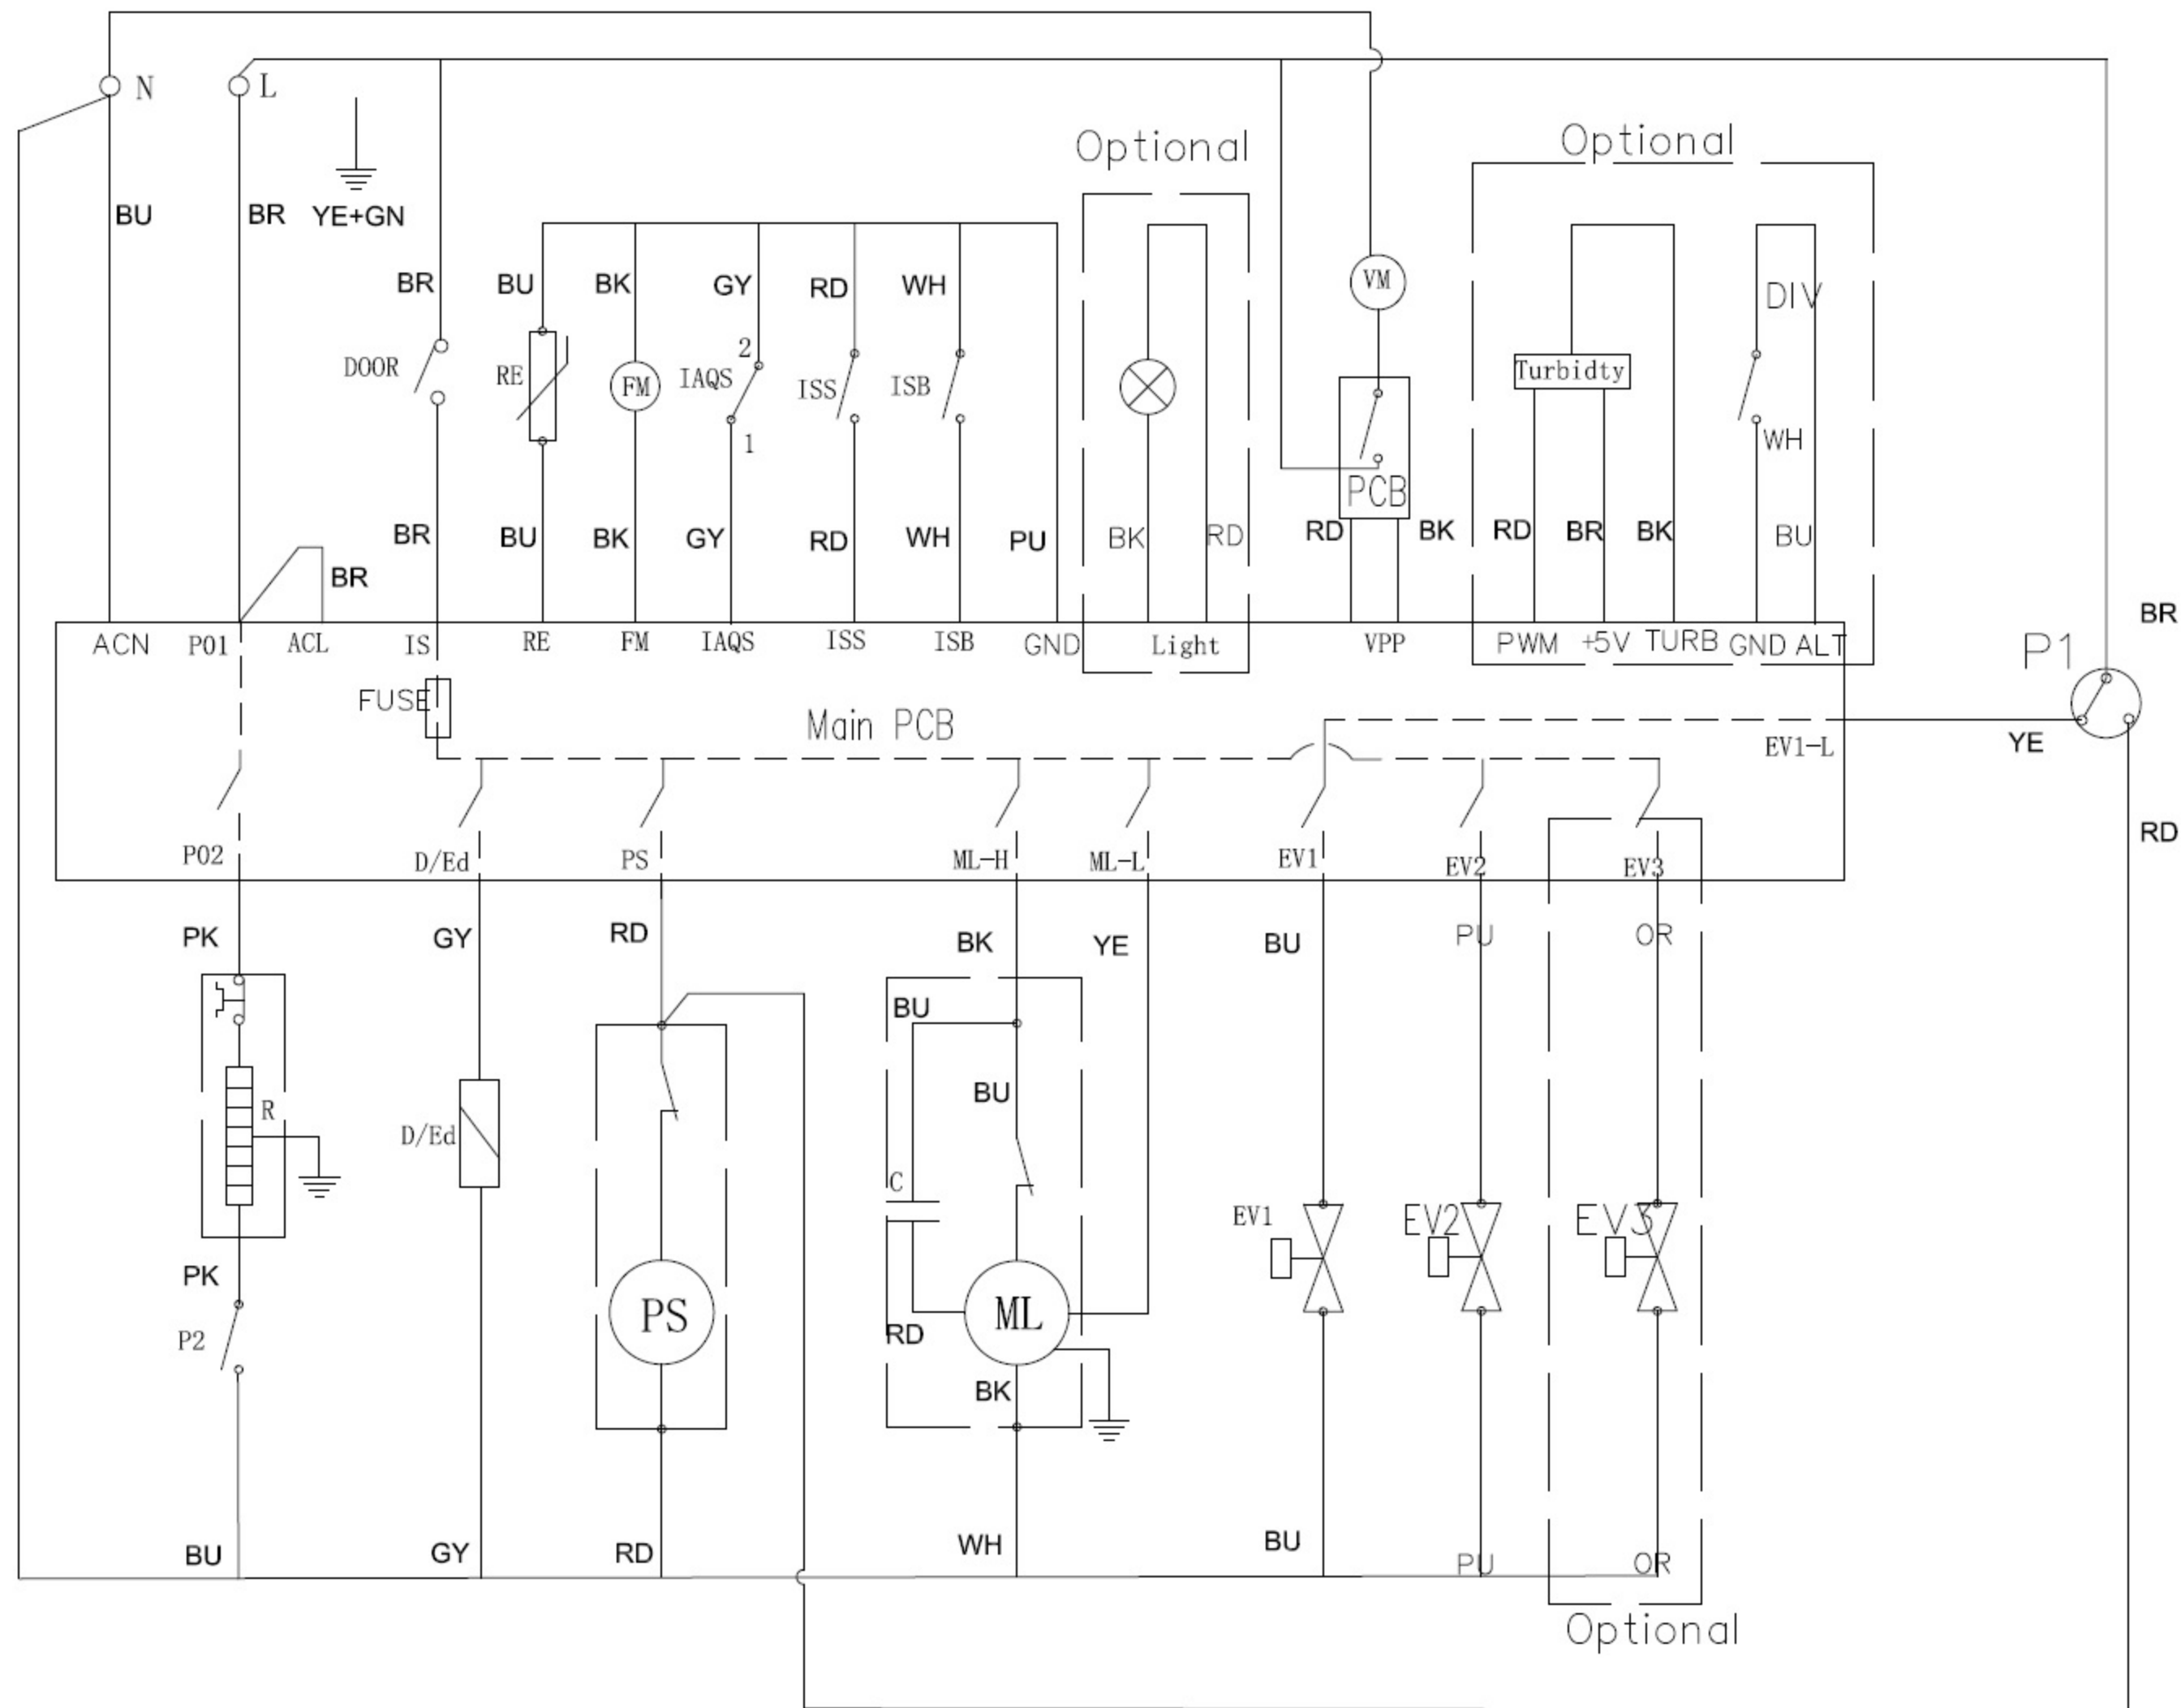 N
L
Optional
Optional
BU
BR
YE+GN
BR
BU
BK
GY
RD
WH
VM
DIV
DOOR
RE
FM
IAQS
2
1
ISS
ISB
Turbidty
WH
PCB
BR
BU
BK
GY
RD
WH
PU
BK
RD
RD
BK
RD
BR
BK
BU
BR
BR
ACN
P01
ACL
IS
RE
FM
IAQS
ISS
ISB
GND
Light
VPP
PWM
+5V
TURB
GND
ALT
P1
FUSE
Main PCB
EV1-L
YE
RD
P02
D/Ed
PS
ML-H
ML-L
EV1
EV2
EV3
PK
GY
RD
BK
YE
BU
PU
OR
BU
BU
R
D/Ed
C
EV1
EV2
EV3
PK
P2
PS
ML
RD
BK
BU
GY
RD
WH
BU
PU
OR
Optional